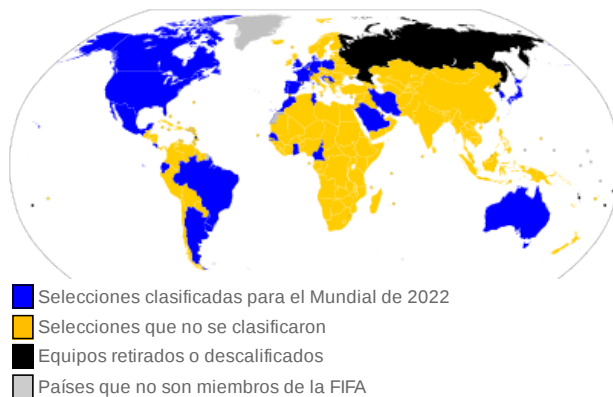 Selecciones clasificadas para el Mundial de 2022
Selecciones que no se clasificaron
Equipos retirados o descalificados
Países que no son miembros de la FIFA